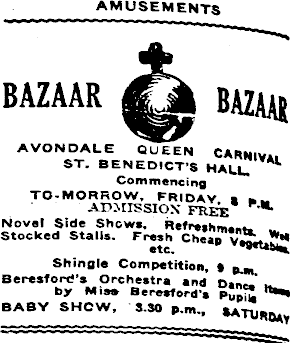 AMUSEMENTS
BAZAAR BAZAAR
AVONDALE QUEEN CARNIVAL
ST. BENEDICT'S HALL.
Commencing
TO-MORROW, FRIDAY, 8 P.M.
ADMISSION FREE
Novel Side Shows. Refreshments. Well
Stocked Stalls. Fresh Cheap Vegetables.
etc.
Shingle Competition, 9 p.m.
Beresford's Orchestra and Dance Items
by Miss Beresford's Pupils
BABY SHOW, 3.30 p.m., SATURDAY